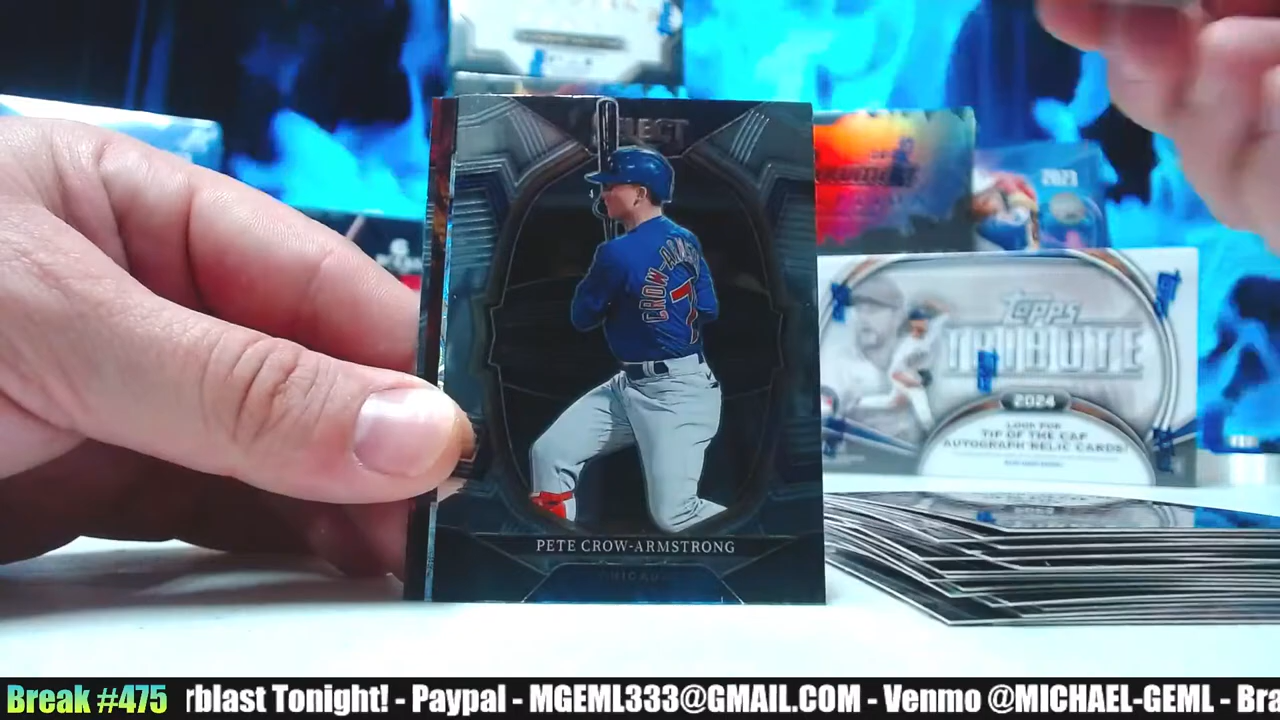 SELECT
CROW-ARMS
7
PETE CROW-ARMSTRONG
CHICAGO
2023
Topps
TRIBUTE
2024
LOOK FOR
TIP OF THE CAP
AUTOGRAPH RELIC CARDS!
Break #475
rblast Tonight! - Paypal - MGEML333@GMAIL.COM - Venmo @MICHAEL-GEML - Bra